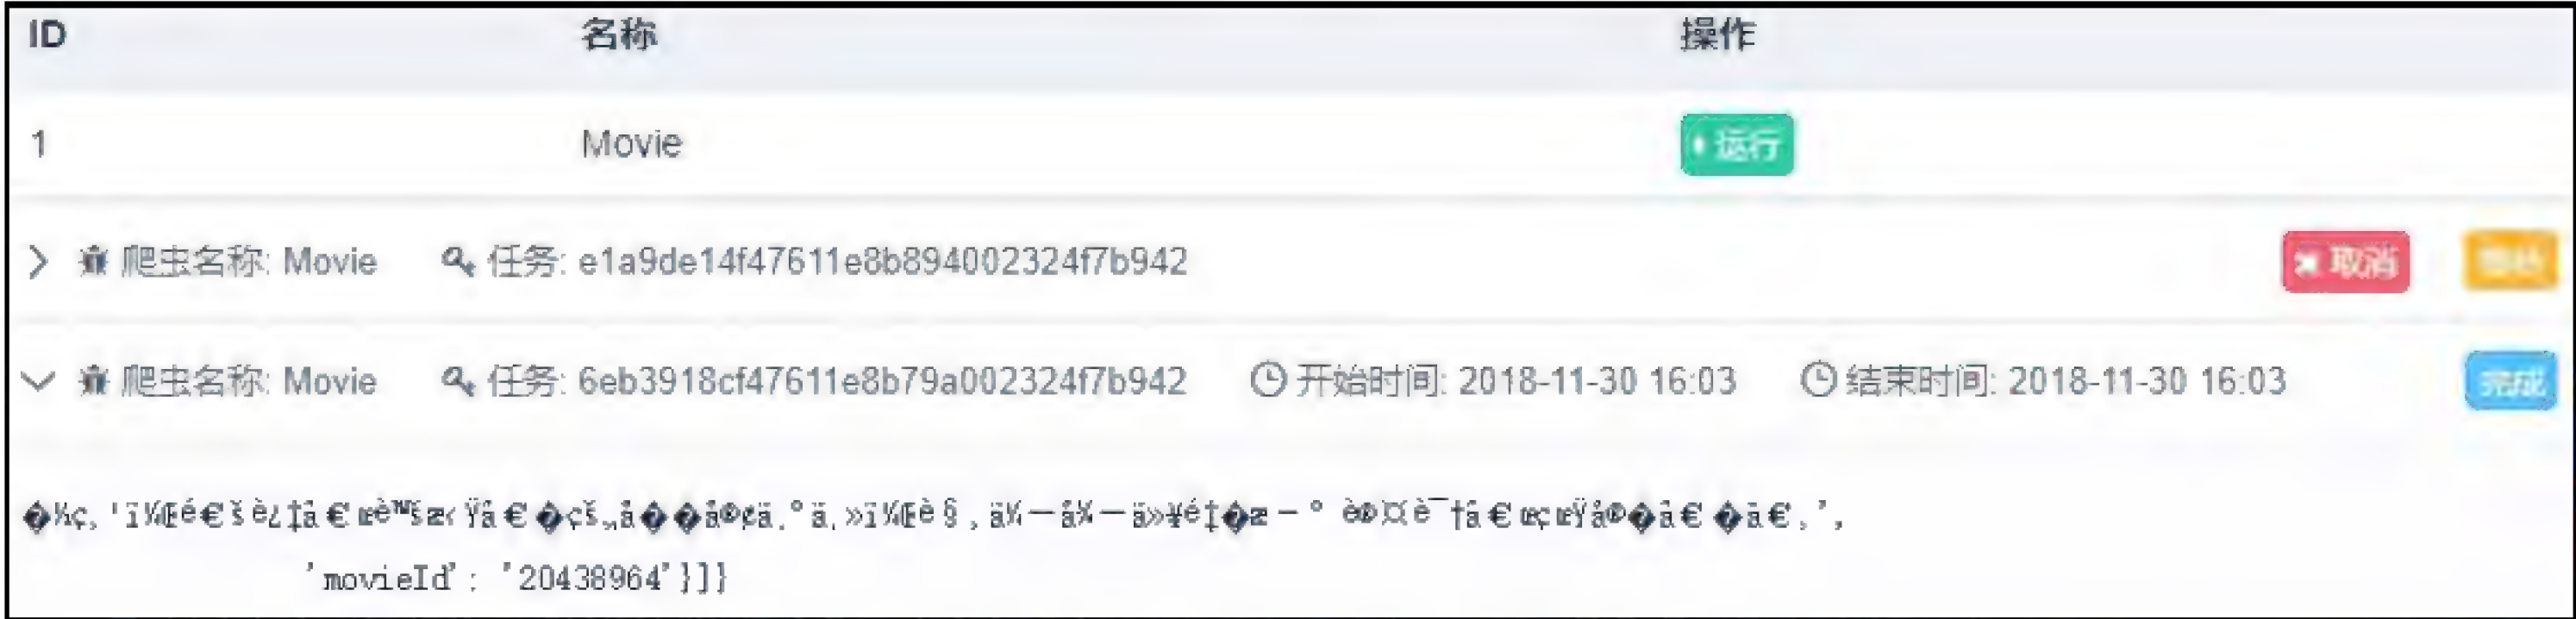 ID 名称 操作
1 Movie 运行
爬虫名称: Movie 任务: e1a9de14f47611e8b894002324f7b942 取消
爬虫名称: Movie 任务: 6eb3918cf47611e8b79a002324f7b942 开始时间: 2018-11-30 16:03 结束时间: 2018-11-30 16:03 完成
'movieId': '20438964'}]}